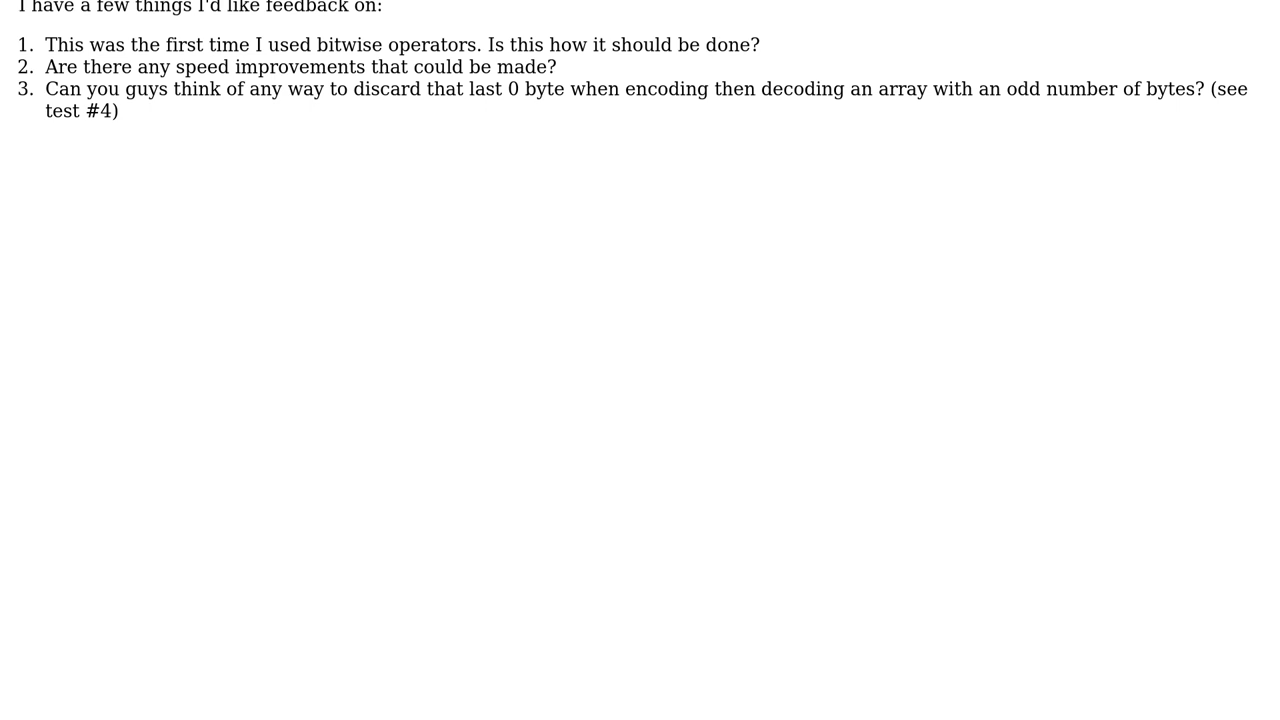 I have a few things I'd like feedback on:
1. This was the first time I used bitwise operators. Is this how it should be done?
2. Are there any speed improvements that could be made?
3. Can you guys think of any way to discard that last 0 byte when encoding then decoding an array with an odd number of bytes? (see
test #4)